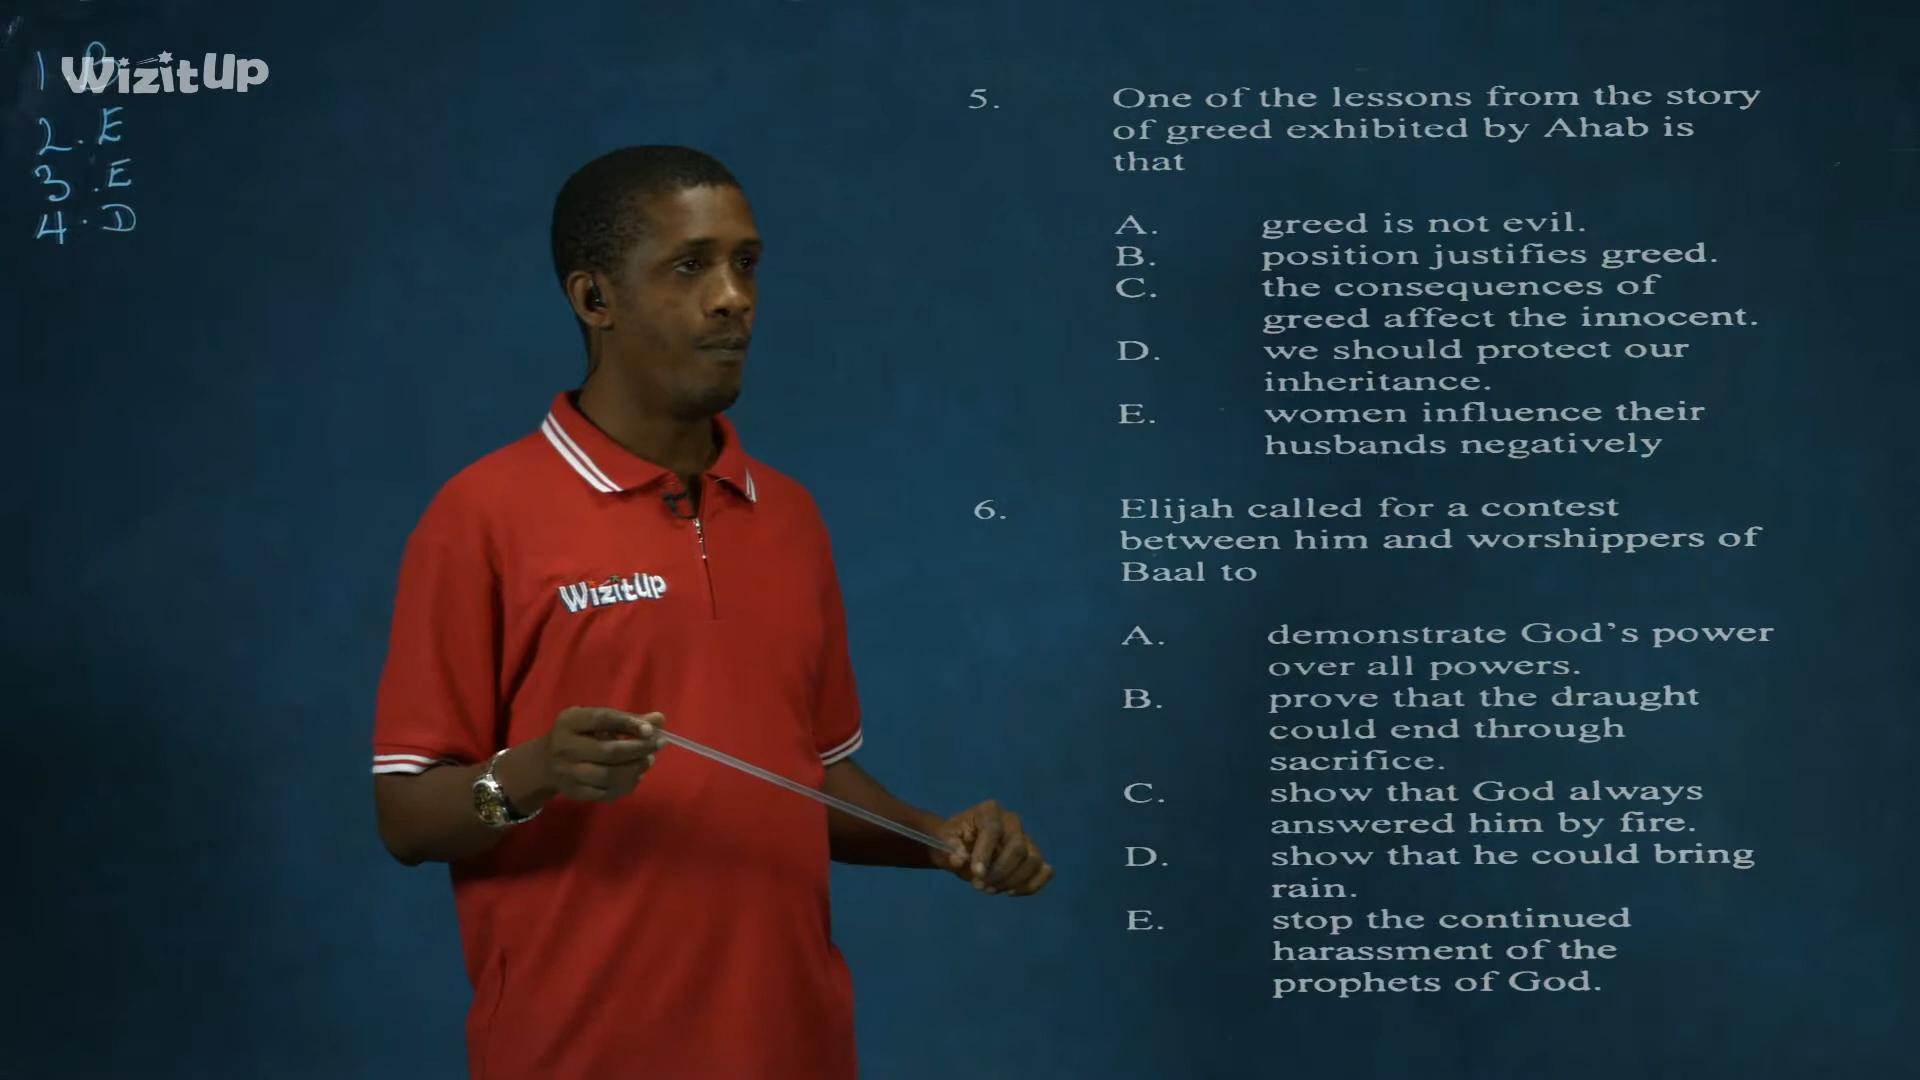 WizitUp
1. B
2. E
3. E
4. D
WizitUp
5. One of the lessons from the story
of greed exhibited by Ahab is
that
A. greed is not evil.
B. position justifies greed.
C. the consequences of
greed affect the innocent.
D. we should protect our
inheritance.
E. women influence their
husbands negatively
6. Elijah called for a contest
between him and worshippers of
Baal to
A. demonstrate God's power
over all powers.
B. prove that the draught
could end through
sacrifice.
C. show that God always
answered him by fire.
D. show that he could bring
rain.
E. stop the continued
harassment of the
prophets of God.